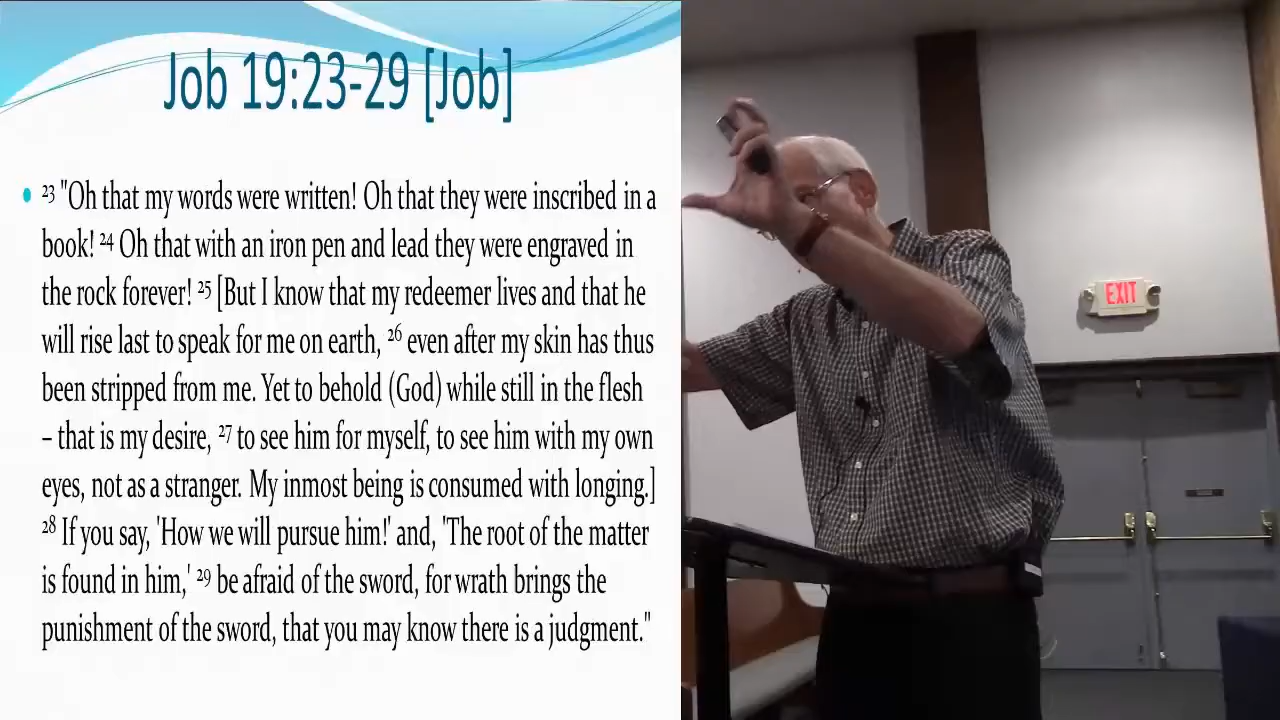 Job 19:23-29 [Job]
• ²³ "Oh that my words were written! Oh that they were inscribed in a
book! ²⁴ Oh that with an iron pen and lead they were engraved in
the rock forever! ²⁵ [But I know that my redeemer lives and that he
will rise last to speak for me on earth, ²⁶ even after my skin has thus
been stripped from me. Yet to behold (God) while still in the flesh
– that is my desire, ²⁷ to see him for myself, to see him with my own
eyes, not as a stranger. My inmost being is consumed with longing.]
²⁸ If you say, 'How we will pursue him!' and, 'The root of the matter
is found in him,' ²⁹ be afraid of the sword, for wrath brings the
punishment of the sword, that you may know there is a judgment."
EXIT